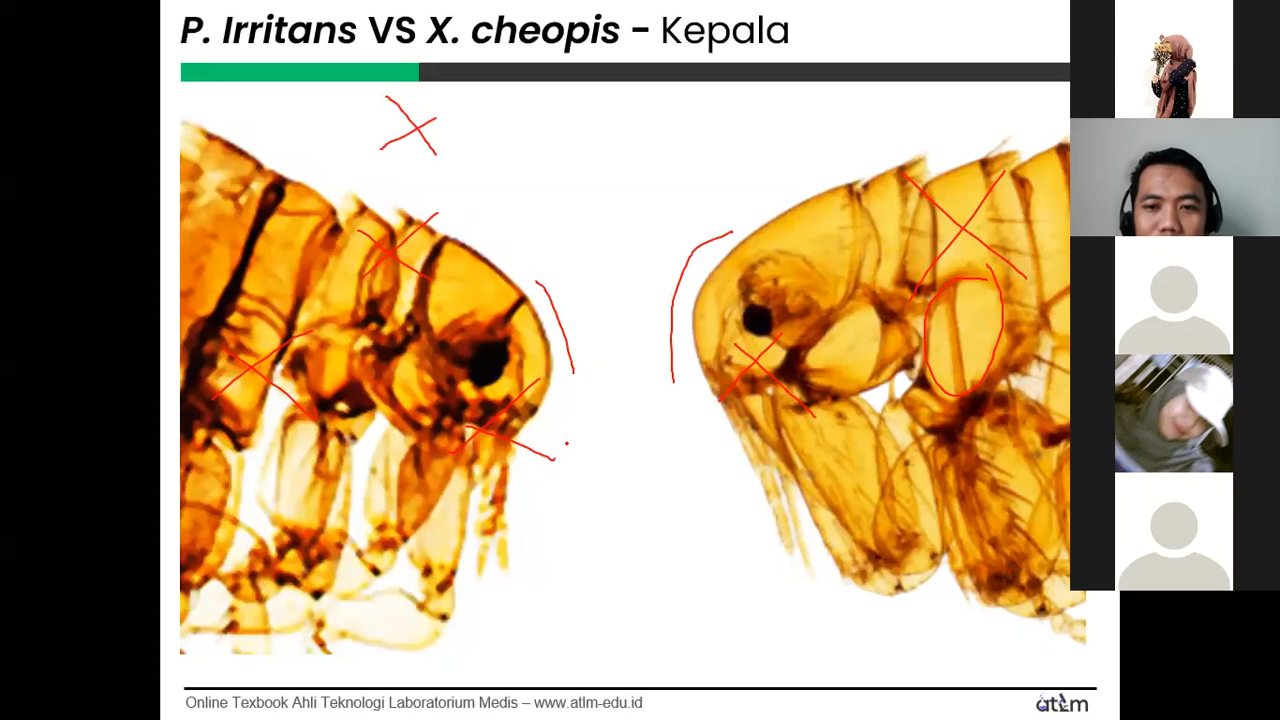 P. Irritans VS X. cheopis - Kepala
Online Texbook Ahli Teknologi Laboratorium Medis – www.atlm-edu.id
atlm